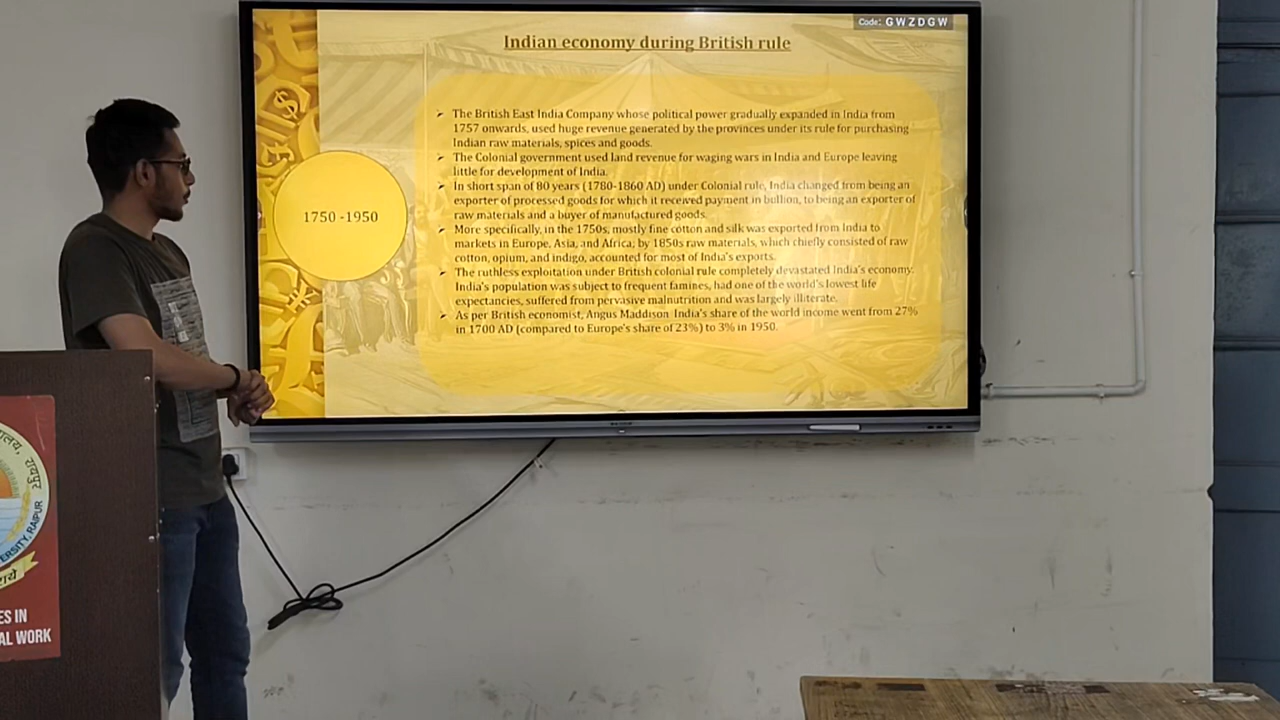 Code: GWZDGW
Indian economy during British rule
1750 -1950
➢ The British East India Company whose political power gradually expanded in India from
1757 onwards, used huge revenue generated by the provinces under its rule for purchasing
Indian raw materials, spices and goods.
➢ The Colonial government used land revenue for waging wars in India and Europe leaving
little for development of India.
➢ In short span of 80 years (1780-1860 AD) under Colonial rule, India changed from being an
exporter of processed goods for which it received payment in bullion, to being an exporter of
raw materials and a buyer of manufactured goods.
➢ More specifically, in the 1750s, mostly fine cotton and silk was exported from India to
markets in Europe, Asia, and Africa; by 1850s raw materials, which chiefly consisted of raw
cotton, opium, and indigo, accounted for most of India's exports.
➢ The ruthless exploitation under British colonial rule completely devastated India's economy.
India's population was subject to frequent famines, had one of the world's lowest life
expectancies, suffered from pervasive malnutrition and was largely illiterate.
➢ As per British economist, Angus Maddison India's share of the world income went from 27%
in 1700 AD (compared to Europe's share of 23%) to 3% in 1950.
रायपुर
ERSITY, RAIPUR
ES IN
AL WORK